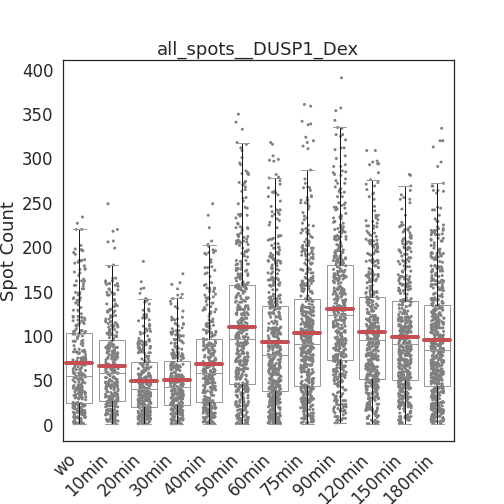 all_spots__DUSP1_Dex
Spot Count
400
350
300
250
200
150
100
50
0
wo
10min
20min
30min
40min
50min
60min
75min
90min
120min
150min
180min